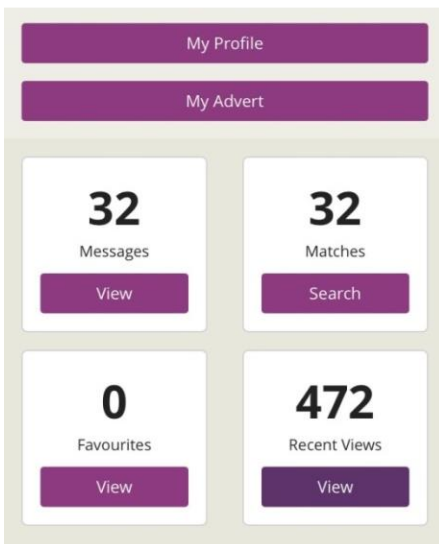 My Profile
My Advert
32
Messages
View
32
Matches
Search
0
Favourites
View
472
Recent Views
View